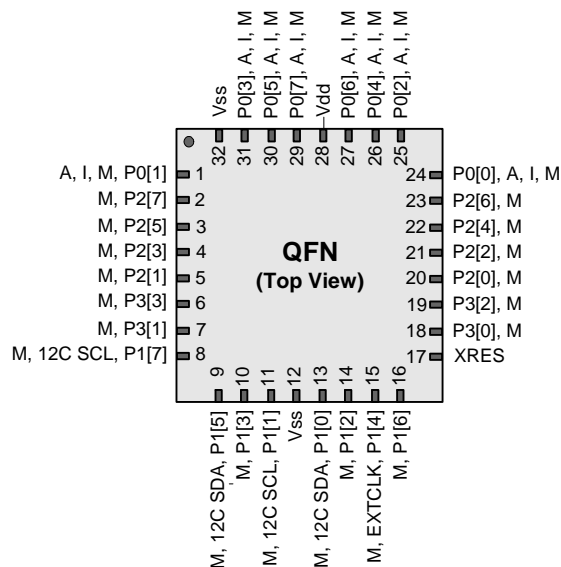 Vss
P0[3], A, I, M
P0[5], A, I, M
P0[7], A, I, M
Vdd
P0[6], A, I, M
P0[4], A, I, M
P0[2], A, I, M
32
31
30
29
28
27
26
25
A, I, M, P0[1]
1
M, P2[7]
2
M, P2[5]
3
M, P2[3]
4
M, P2[1]
5
M, P3[3]
6
M, P3[1]
7
M, 12C SCL, P1[7]
8
QFN
(Top View)
24
P0[0], A, I, M
23
P2[6], M
22
P2[4], M
21
P2[2], M
20
P2[0], M
19
P3[2], M
18
P3[0], M
17
XRES
9
10
11
12
13
14
15
16
M, 12C SDA, P1[5]
M, P1[3]
M, 12C SCL, P1[1]
Vss
M, 12C SDA, P1[0]
M, P1[2]
M, EXTCLK, P1[4]
M, P1[6]